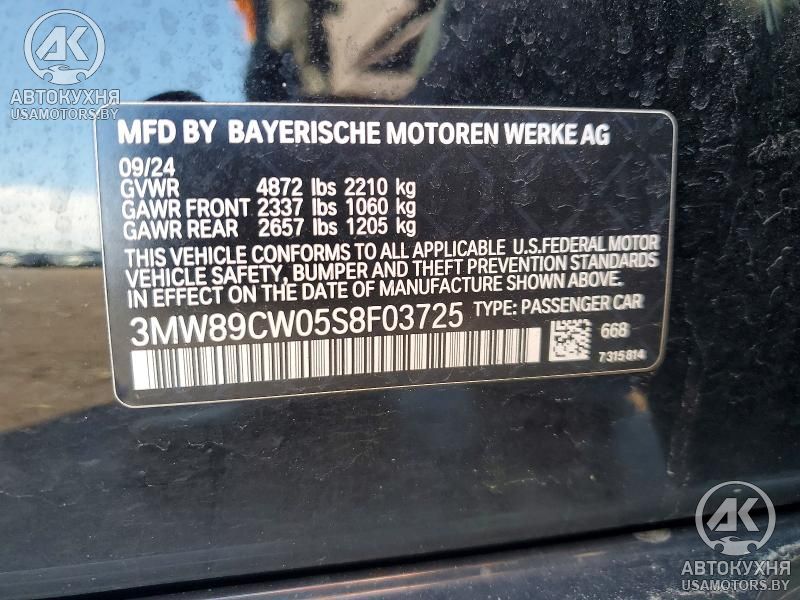 AK
АВТОКУХНЯ
USAMOTORS.BY
MFD BY BAYERISCHE MOTOREN WERKE AG
09/24
GVWR 4872 lbs 2210 kg
GAWR FRONT 2337 lbs 1060 kg
GAWR REAR 2657 lbs 1205 kg
THIS VEHICLE CONFORMS TO ALL APPLICABLE U.S.FEDERAL MOTOR
VEHICLE SAFETY, BUMPER AND THEFT PREVENTION STANDARDS
IN EFFECT ON THE DATE OF MANUFACTURE SHOWN ABOVE.
3MW89CW05S8F03725 TYPE: PASSENGER CAR
668
7315814
AK
АВТОКУХНЯ
USAMOTORS.BY